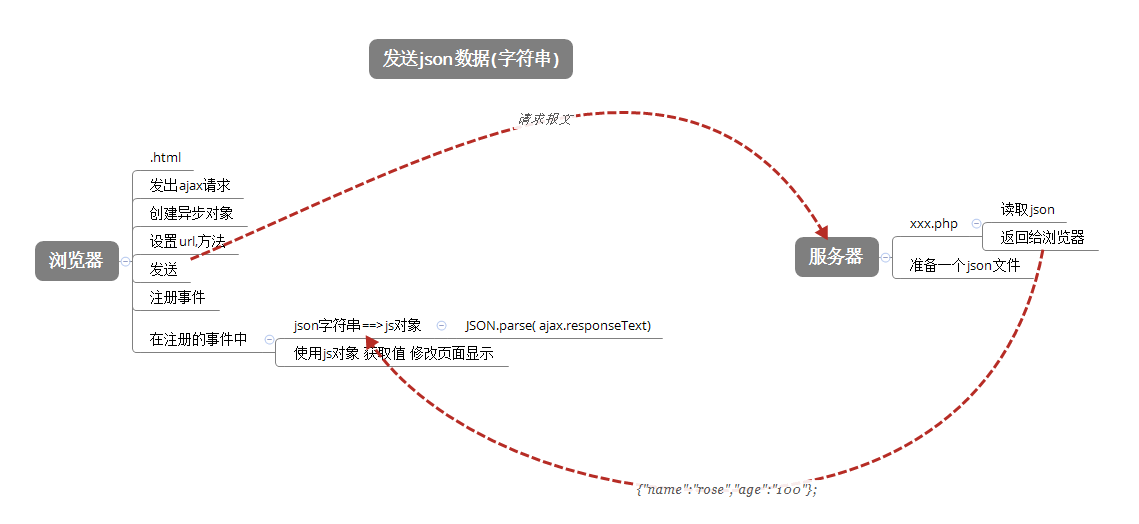 发送json数据(字符串)
请求报文
浏览器
.html
发出ajax请求
创建异步对象
设置url,方法
发送
注册事件
在注册的事件中
json字符串==>js对象
JSON.parse( ajax.responseText)
使用js对象 获取值 修改页面显示
服务器
xxx.php
读取json
返回给浏览器
准备一个json文件
{"name":"rose","age":"100"};